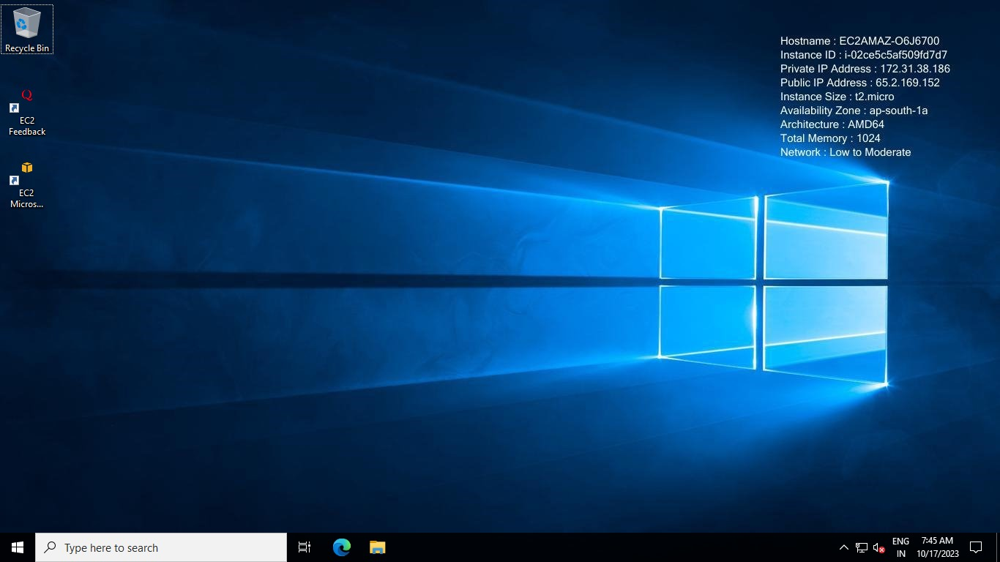 Recycle Bin
Q
EC2
Feedback
EC2
Micros...
Hostname : EC2AMAZ-O6J6700
Instance ID : i-02ce5c5af509fd7d7
Private IP Address : 172.31.38.186
Public IP Address : 65.2.169.152
Instance Size : t2.micro
Availability Zone : ap-south-1a
Architecture : AMD64
Total Memory : 1024
Network : Low to Moderate
Type here to search
ENG
IN
7:45 AM
10/17/2023